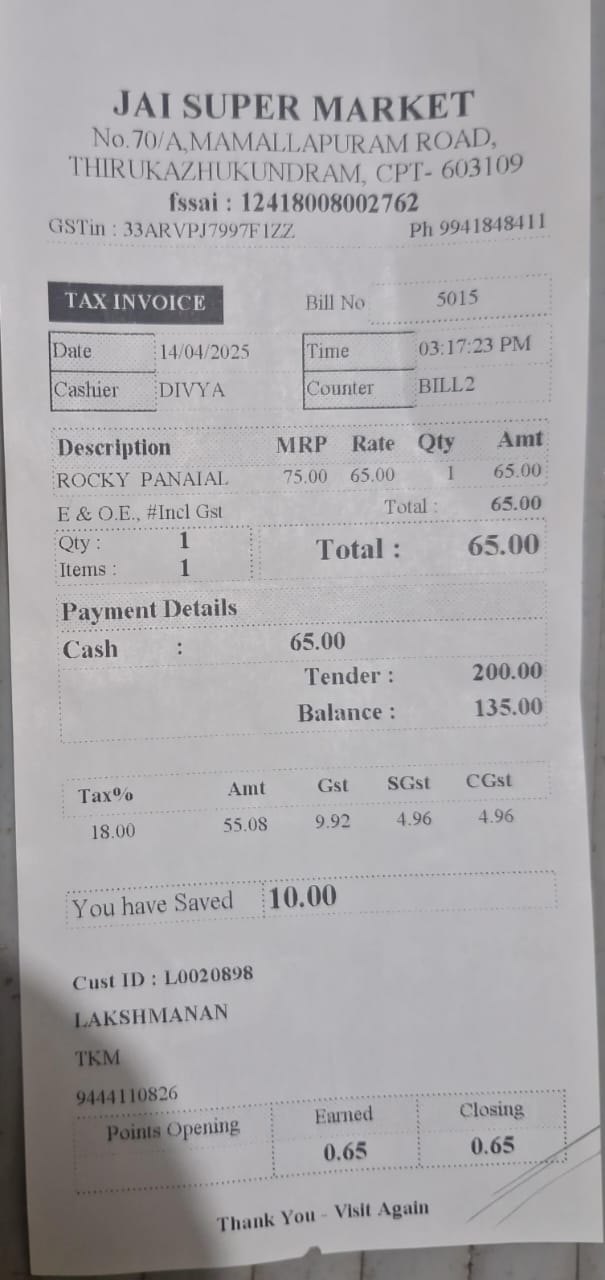 JAI SUPER MARKET
No.70/A,MAMALLAPURAM ROAD,
THIRUKAZHUKUNDRAM, CPT- 603109
fssai : 12418008002762
GSTin : 33ARVPJ7997F1ZZ Ph 9941848411
TAX INVOICE Bill No 5015
Date 14/04/2025 Time 03:17:23 PM
Cashier DIVYA Counter BILL2
Description MRP Rate Qty Amt
ROCKY PANAIAL 75.00 65.00 1 65.00
E & O.E., #Incl Gst Total : 65.00
Qty : 1 Total : 65.00
Items : 1
Payment Details
Cash : 65.00
Tender : 200.00
Balance : 135.00
Tax% Amt Gst SGst CGst
18.00 55.08 9.92 4.96 4.96
You have Saved 10.00
Cust ID : L0020898
LAKSHMANAN
TKM
9444110826
Points Opening Earned Closing
0.65 0.65
Thank You - Visit Again